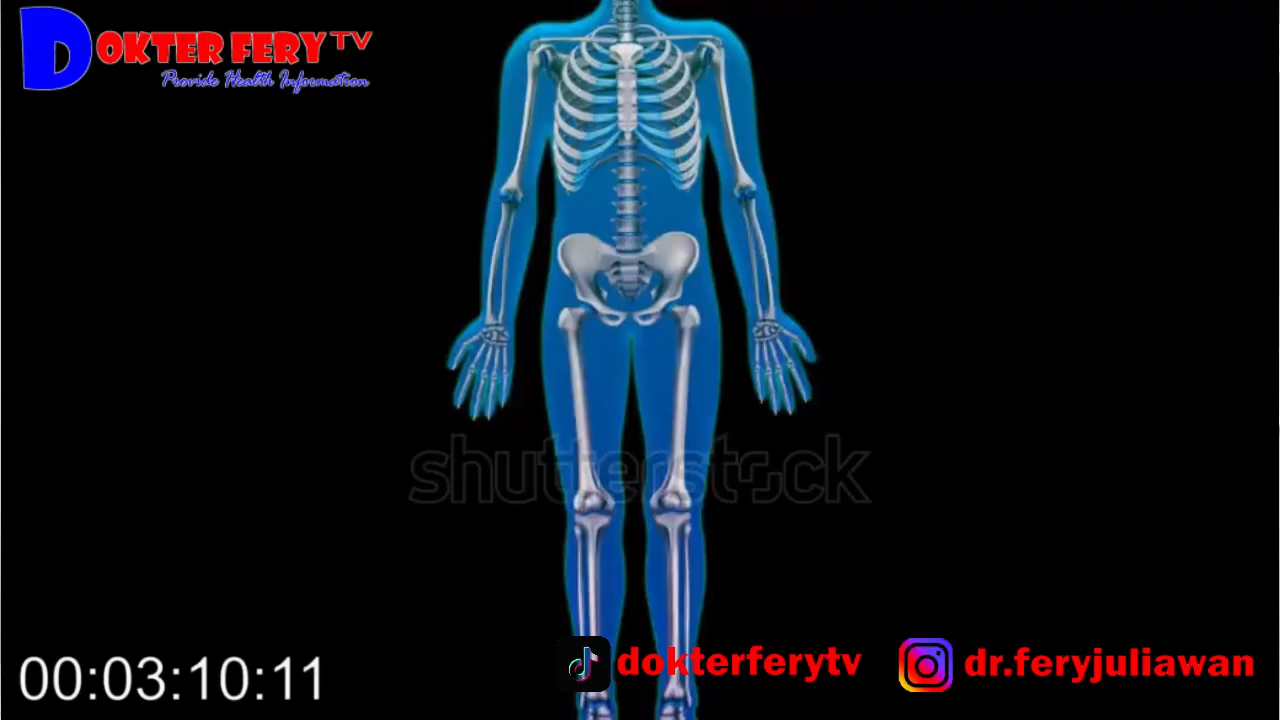 DOKTER FERY TV
Provide Health Information
shutterstock
00:03:10:11
dokterferytv
dr.feryjuliawan